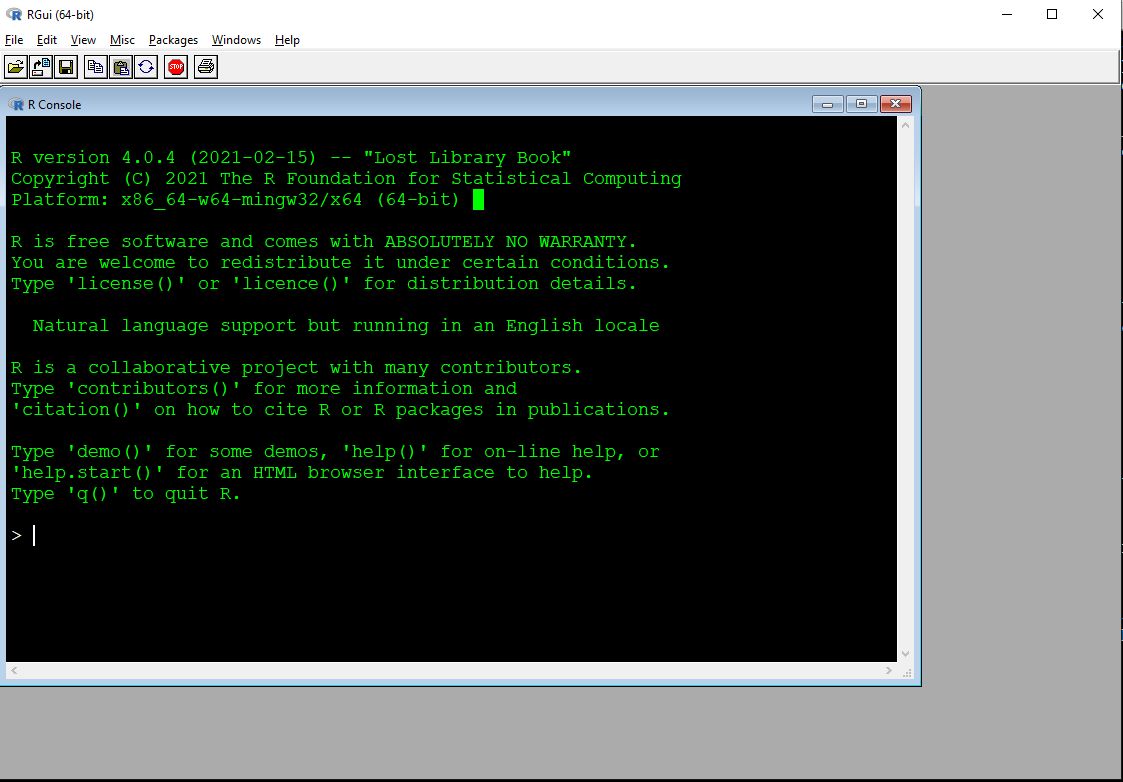 RGui (64-bit)
File Edit View Misc Packages Windows Help
STOP
R Console
R version 4.0.4 (2021-02-15) -- "Lost Library Book"
Copyright (C) 2021 The R Foundation for Statistical Computing
Platform: x86_64-w64-mingw32/x64 (64-bit)
R is free software and comes with ABSOLUTELY NO WARRANTY.
You are welcome to redistribute it under certain conditions.
Type 'license()' or 'licence()' for distribution details.
Natural language support but running in an English locale
R is a collaborative project with many contributors.
Type 'contributors()' for more information and
'citation()' on how to cite R or R packages in publications.
Type 'demo()' for some demos, 'help()' for on-line help, or
'help.start()' for an HTML browser interface to help.
Type 'q()' to quit R.
>